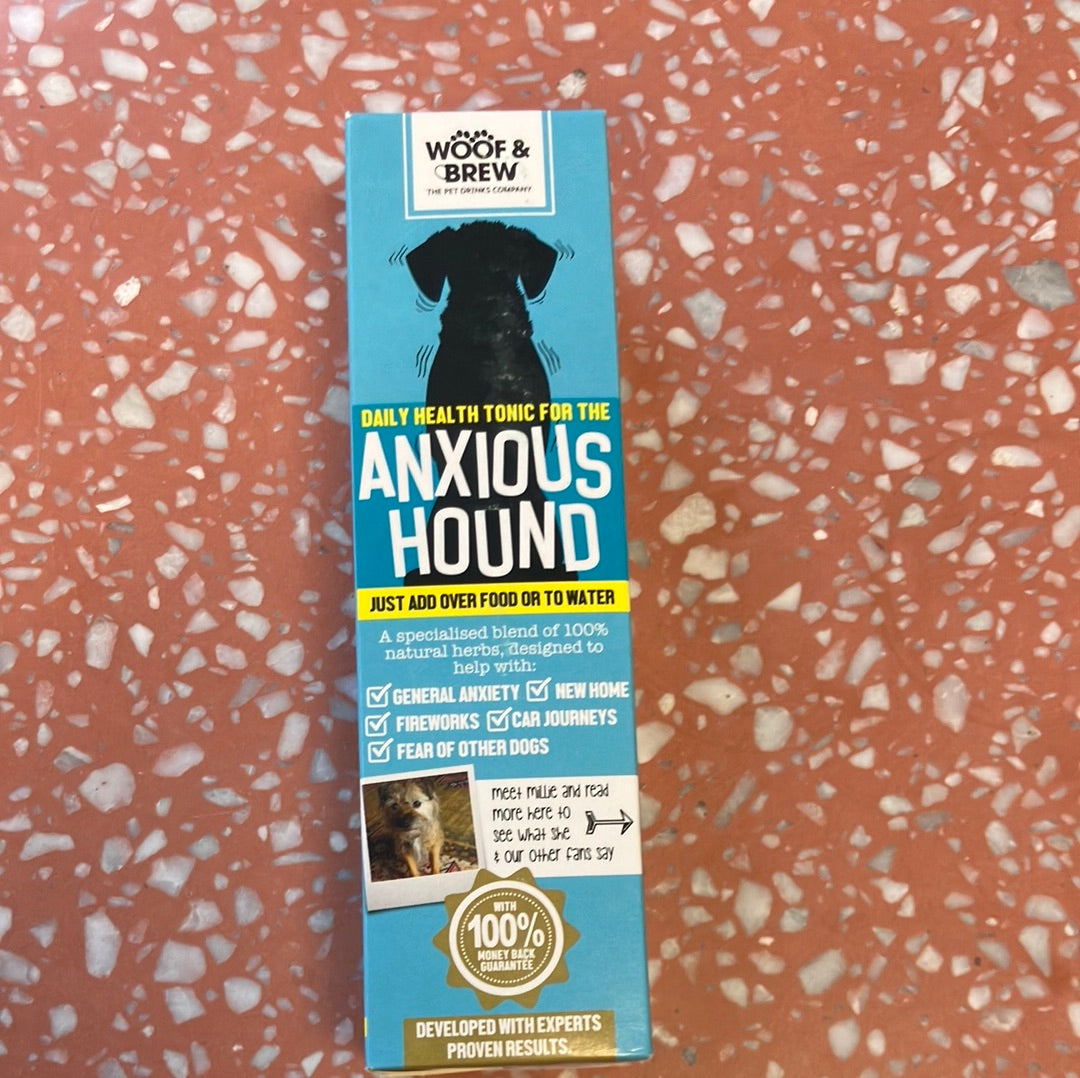 WOOF &
BREW
THE PET DRINKS COMPANY
DAILY HEALTH TONIC FOR THE
ANXIOUS
HOUND
JUST ADD OVER FOOD OR TO WATER
A specialised blend of 100%
natural herbs, designed to
help with:
GENERAL ANXIETY NEW HOME
FIREWORKS CAR JOURNEYS
FEAR OF OTHER DOGS
meet millie and read
more here to
see what she
& our other fans say
WITH
100%
MONEY BACK
GUARANTEE
DEVELOPED WITH EXPERTS
PROVEN RESULTS.